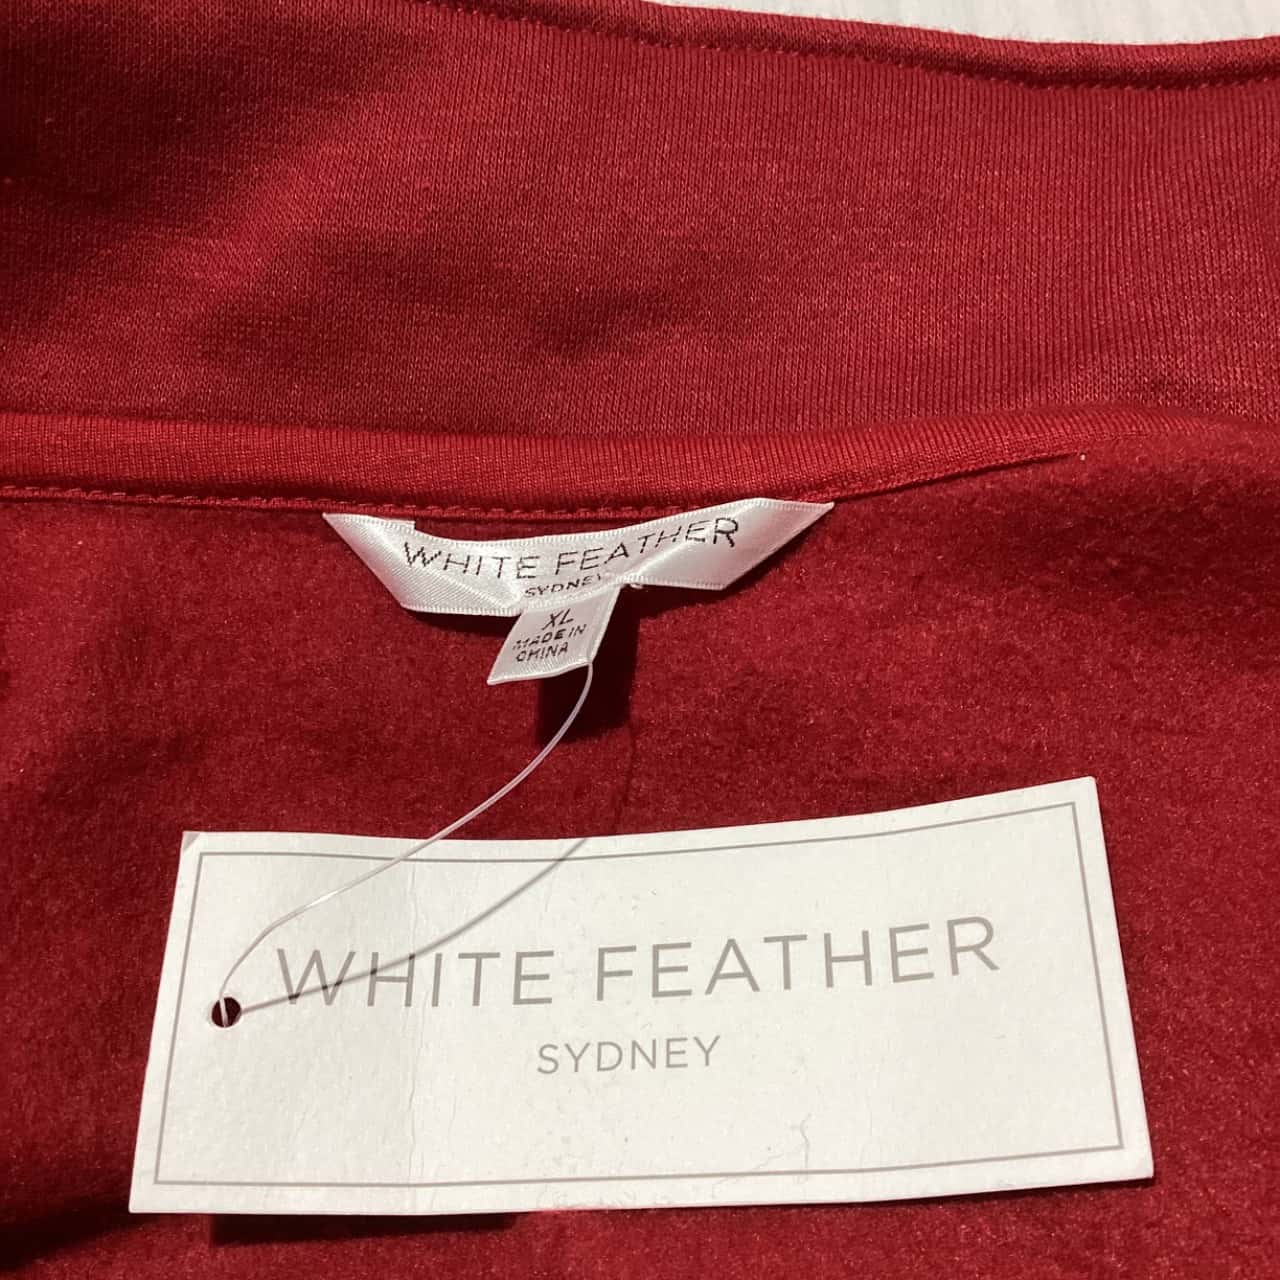 WHITE FEATHER
SYDNEY
XL
MADE IN
CHINA
WHITE FEATHER
SYDNEY